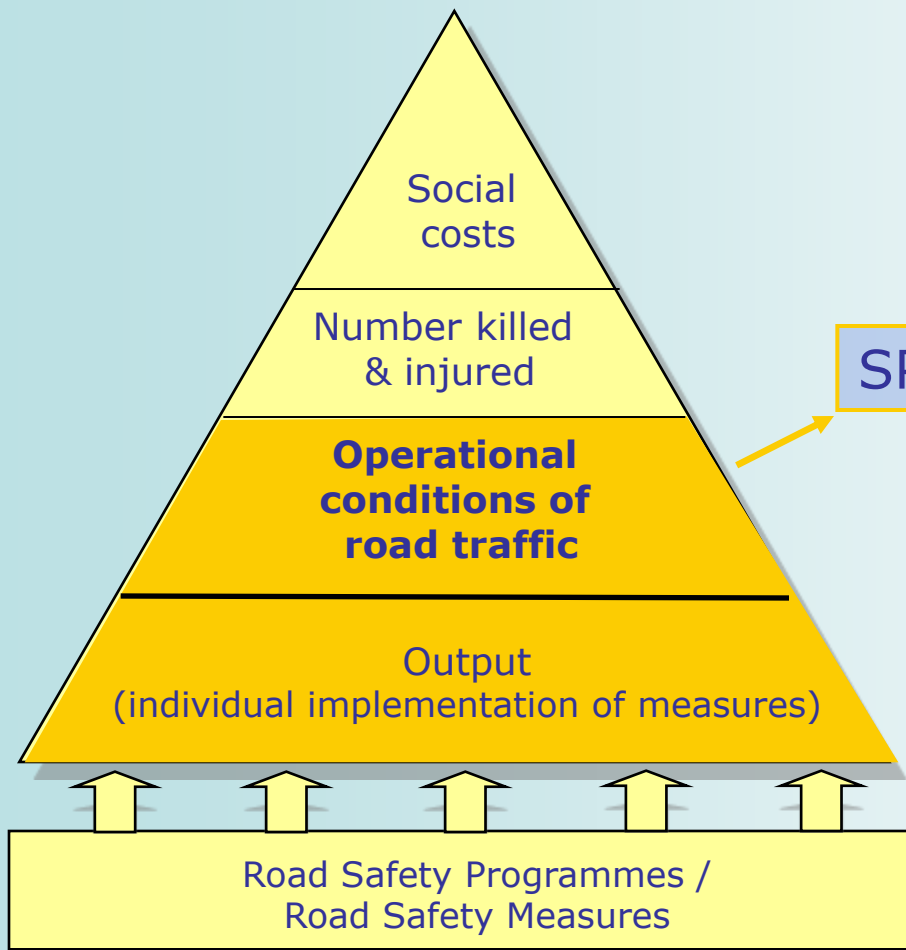 Social
costs
Number killed
& injured
Operational
conditions of
road traffic
Output
(individual implementation of measures)
Road Safety Programmes /
Road Safety Measures